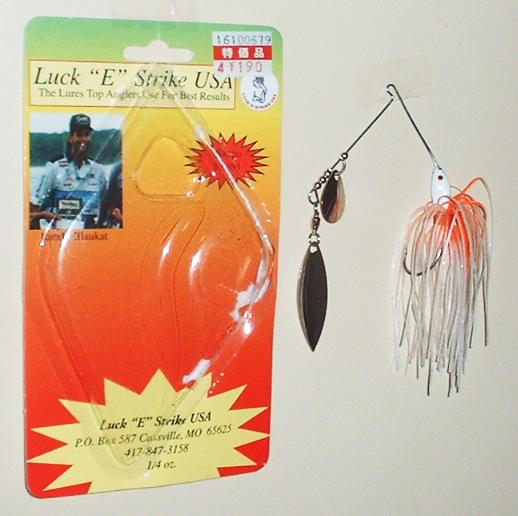 16100679
特価品
4 ¥190
Luck "E" Strike USA
The Lures Top Anglers Use For Best Results
Blaukat
Luck "E" Strike USA
P.O. Box 587 Cassville, MO 65625
417-847-3158
1/4 oz.